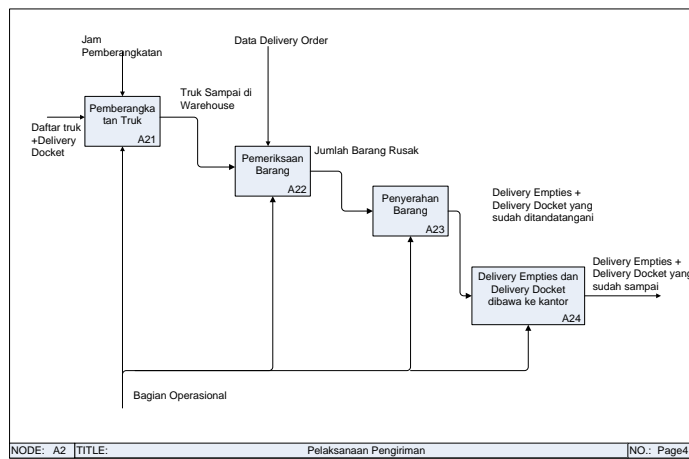 Jam
Pemberangkatan
Data Delivery Order
Pemberangka
tan Truk
A21
Truk Sampai di
Warehouse
Daftar truk
+Delivery
Docket
Pemeriksaan
Barang
A22
Jumlah Barang Rusak
Penyerahan
Barang
A23
Delivery Empties +
Delivery Docket yang
sudah ditandatangani
Delivery Empties dan
Delivery Docket
dibawa ke kantor
A24
Delivery Empties +
Delivery Docket yang
sudah sampai
Bagian Operasional
NODE: A2 TITLE: Pelaksanaan Pengiriman NO.: Page4